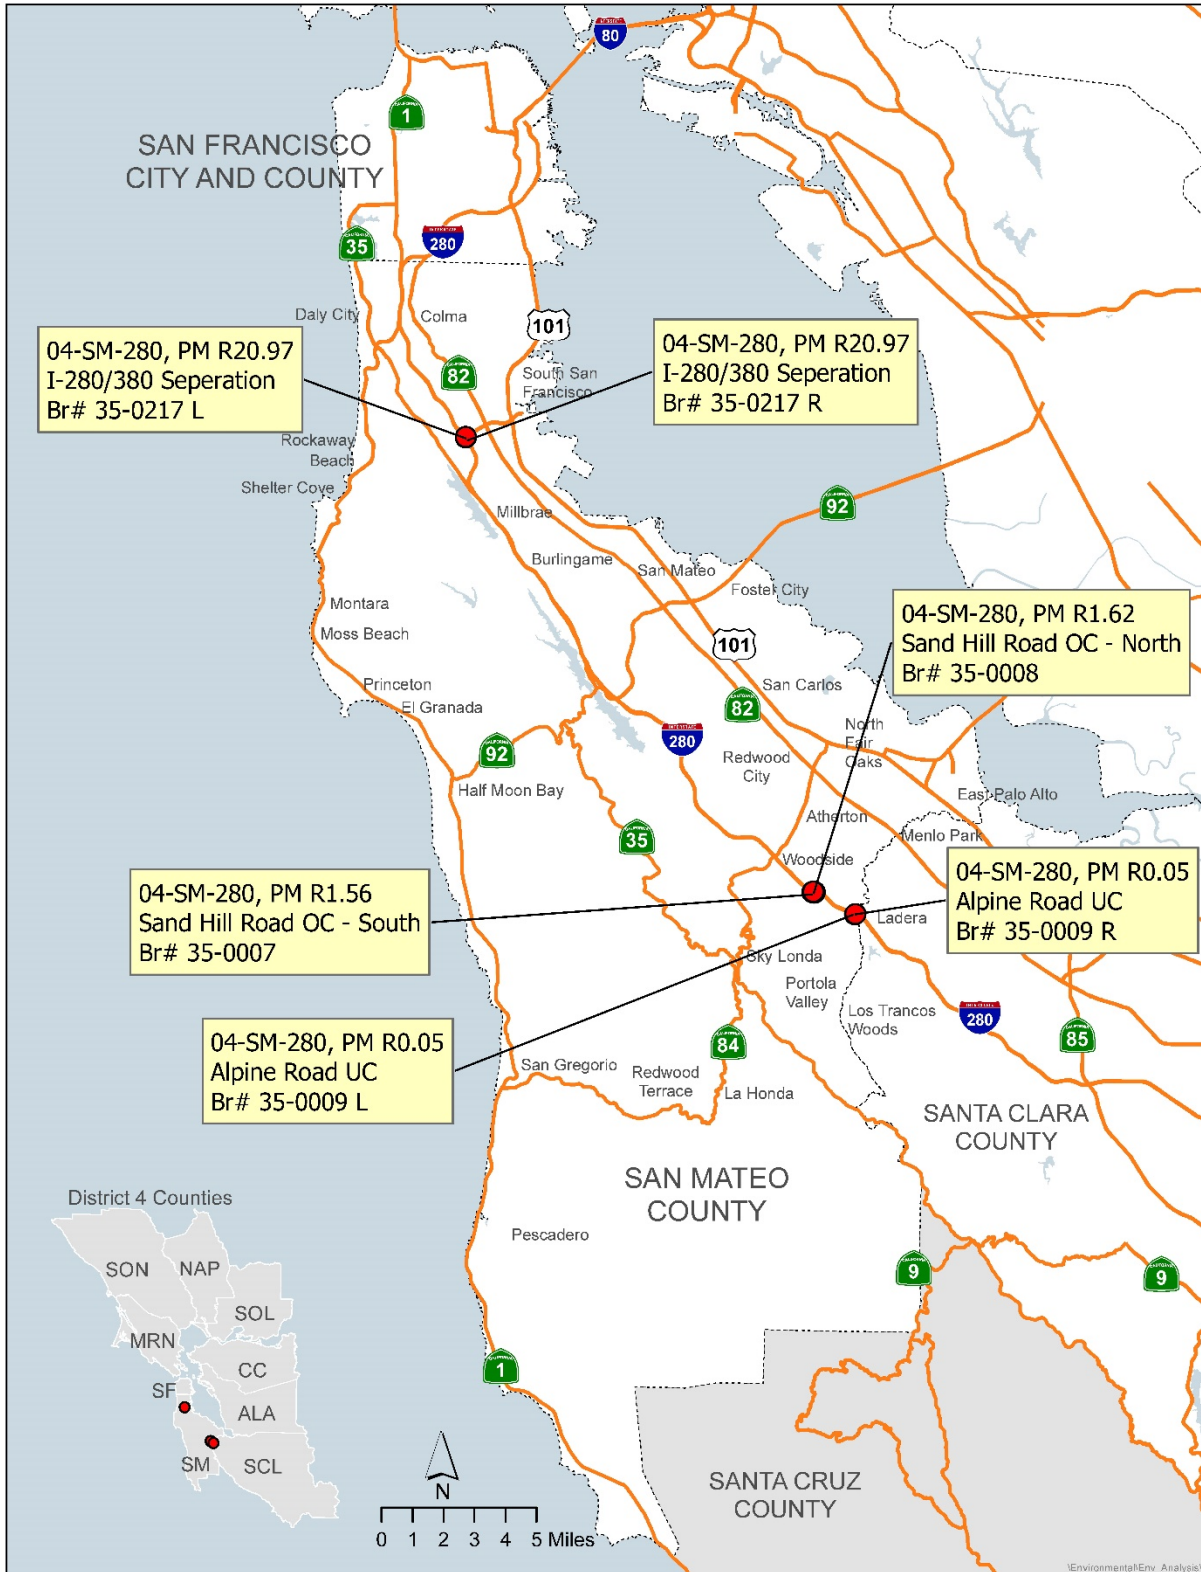 80
1
SAN FRANCISCO
CITY AND COUNTY
35
280
Daly City
Colma
101
04-SM-280, PM R20.97
I-280/380 Seperation
Br# 35-0217 L
04-SM-280, PM R20.97
I-280/380 Seperation
Br# 35-0217 R
82
South San
Francisco
Rockaway
Beach
Shelter Cove
Millbrae
92
Burlingame
San Mateo
Foster City
Montara
Moss Beach
04-SM-280, PM R1.62
Sand Hill Road OC - North
Br# 35-0008
101
Princeton
El Granada
San Carlos
82
North
Fair
Oaks
92
280
Redwood
City
Half Moon Bay
East Palo Alto
Atherton
35
Menlo Park
Woodside
04-SM-280, PM R1.56
Sand Hill Road OC - South
Br# 35-0007
04-SM-280, PM R0.05
Alpine Road UC
Br# 35-0009 R
Ladera
Sky Londa
Portola
Valley
Los Trancos
Woods
280
85
04-SM-280, PM R0.05
Alpine Road UC
Br# 35-0009 L
84
San Gregorio
Redwood
Terrace
La Honda
SANTA CLARA
COUNTY
SAN MATEO
COUNTY
District 4 Counties
Pescadero
SON
NAP
SOL
MRN
CC
SF
ALA
SM
SCL
9
9
1
N
0 1 2 3 4 5 Miles
SANTA CRUZ
COUNTY
\Environmental\Env_Analysis\